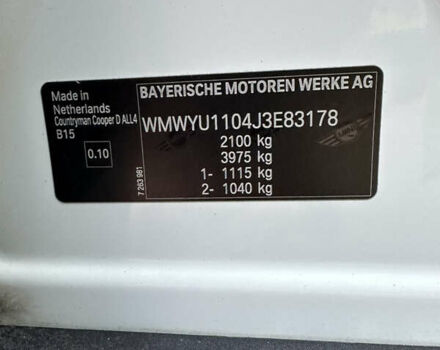 BAYERISCHE MOTOREN WERKE AG
Made in
Netherlands
Countryman Cooper D ALL4
B15
WMWYU1104J3E83178
2100 kg
3975 kg
1- 1115 kg
2- 1040 kg
0.10
7 263 981
MINI